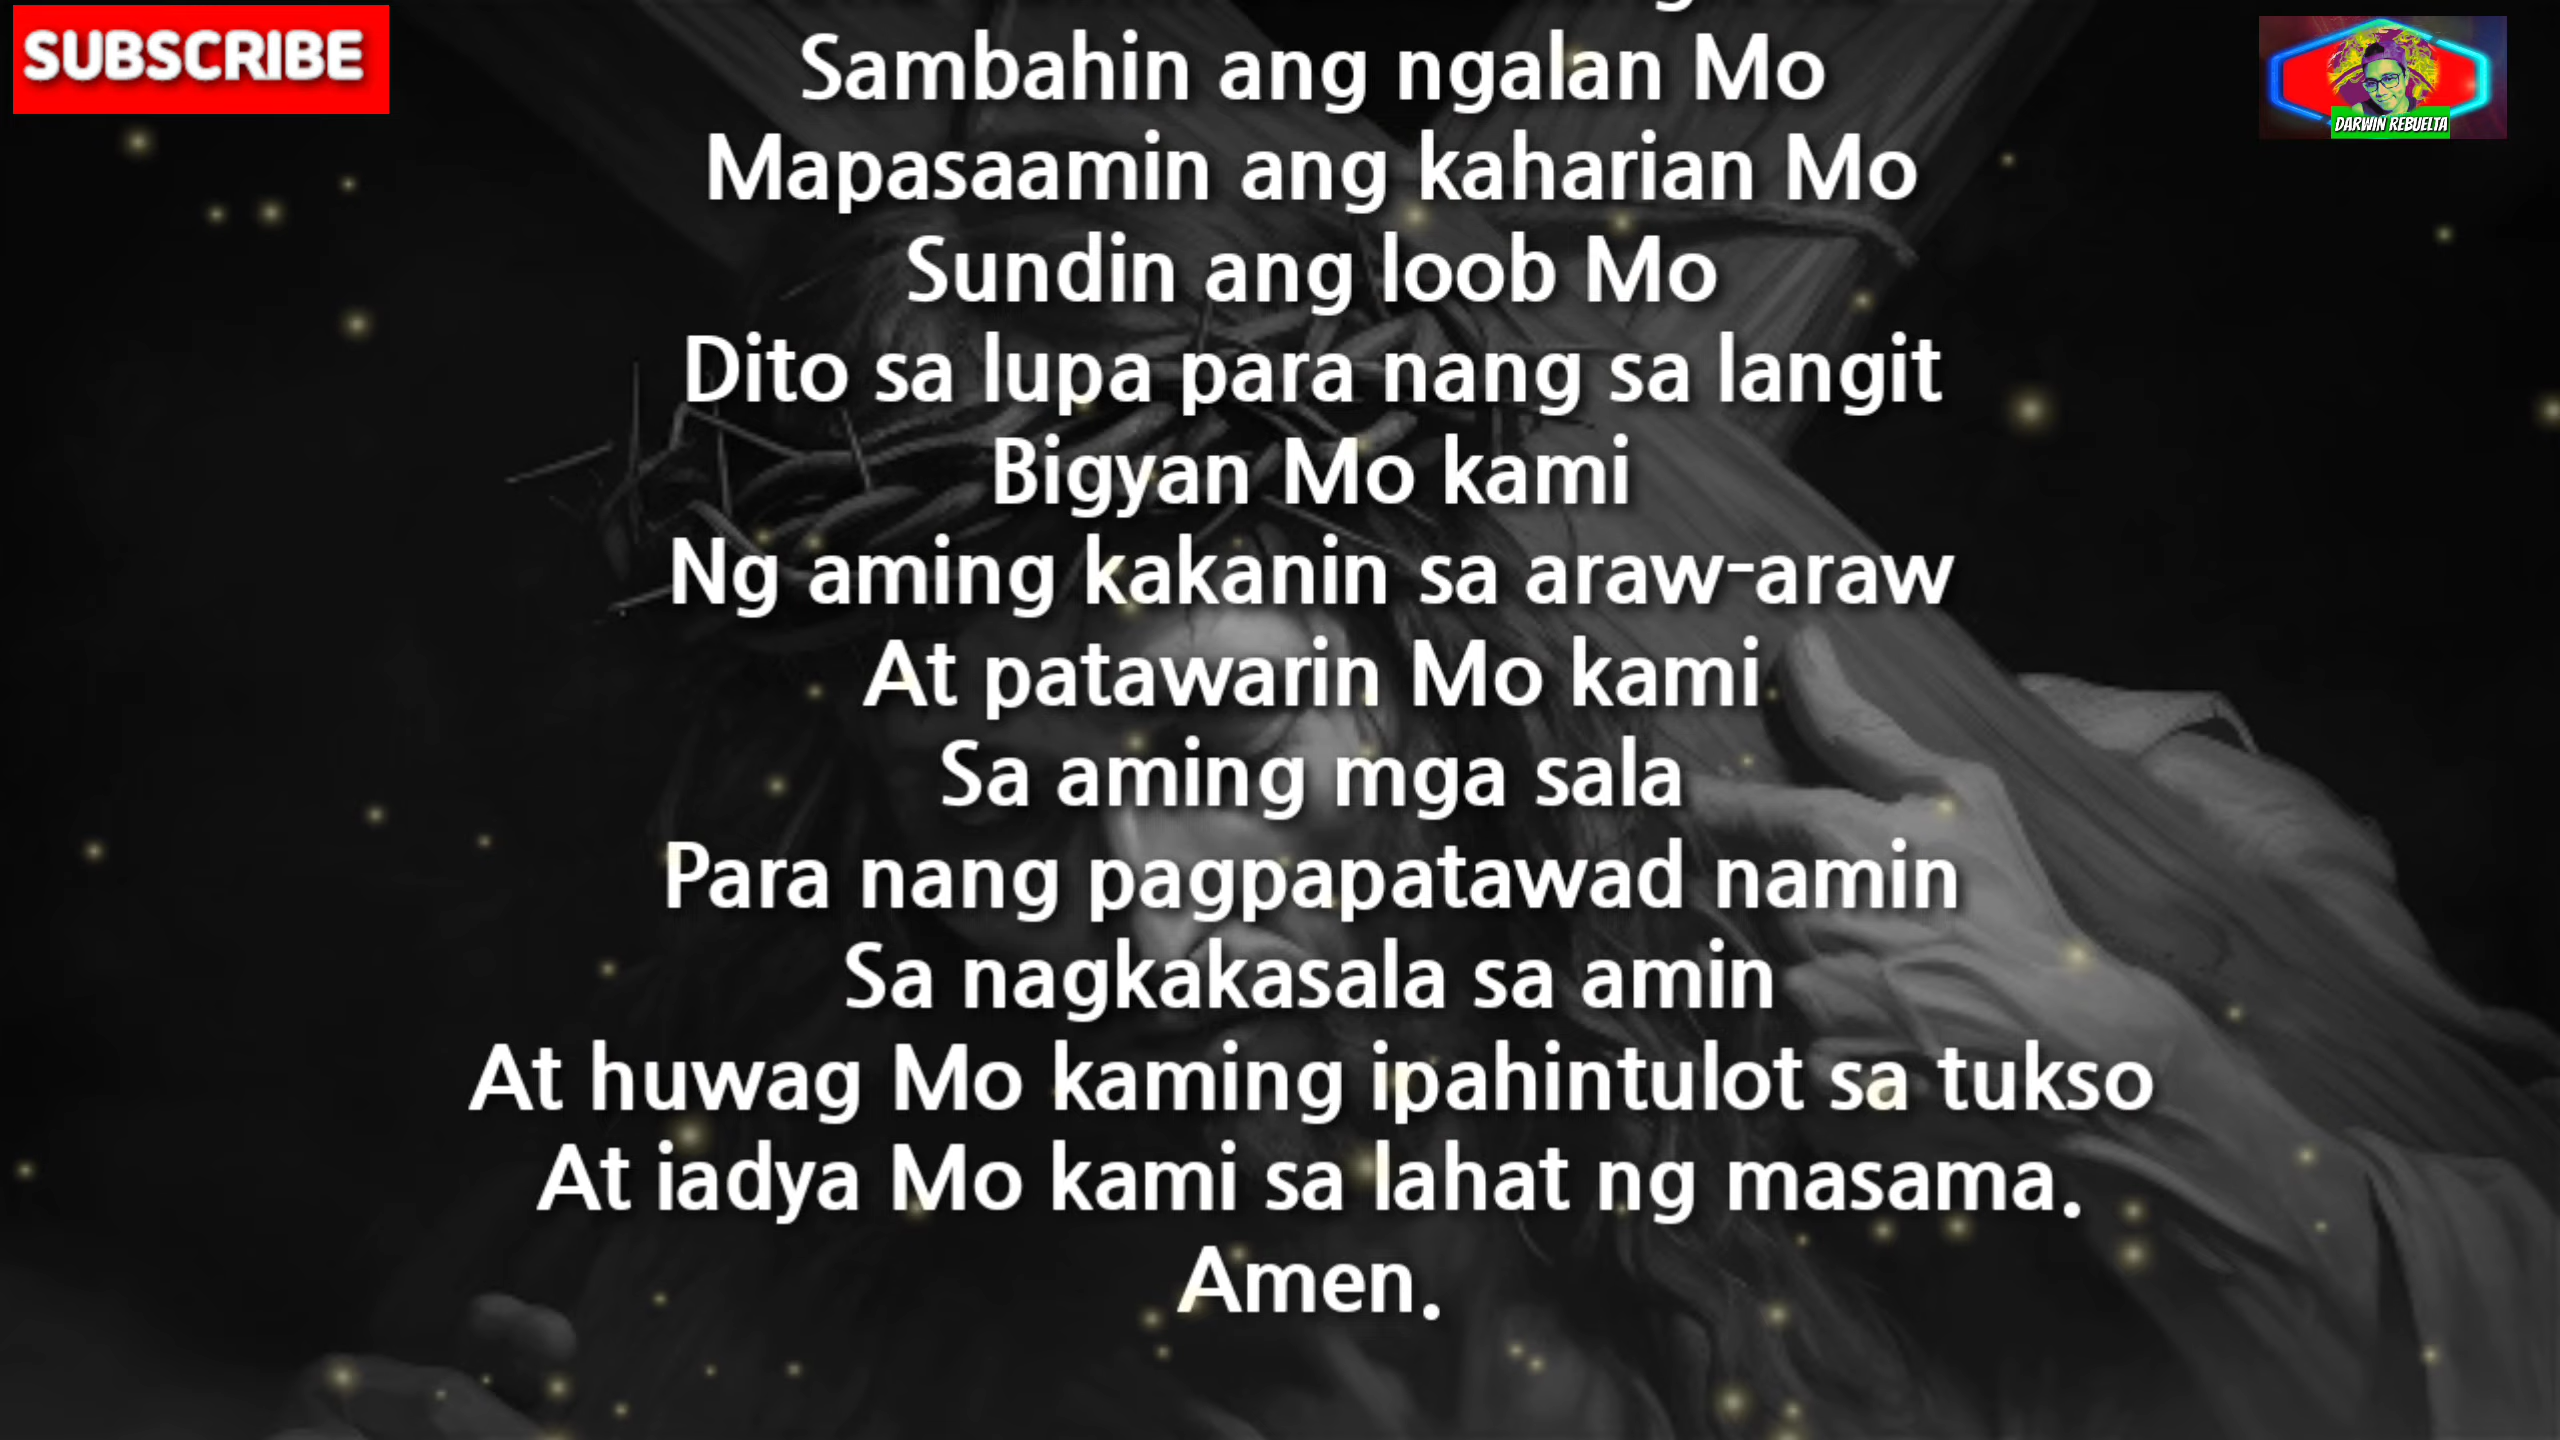 SUBSCRIBE
DARWIN REBUELTA
Sambahin ang ngalan Mo
Mapasaamin ang kaharian Mo
Sundin ang loob Mo
Dito sa lupa para nang sa langit
Bigyan Mo kami
Ng aming kakanin sa araw-araw
At patawarin Mo kami
Sa aming mga sala
Para nang pagpapatawad namin
Sa nagkakasala sa amin
At huwag Mo kaming ipahintulot sa tukso
At iadya Mo kami sa lahat ng masama.
Amen.